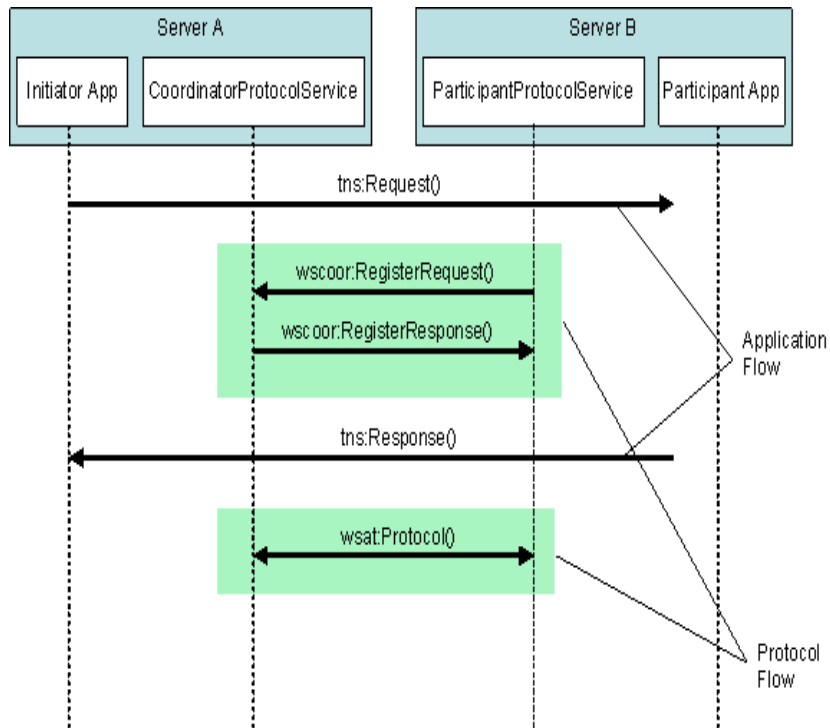 Server A
Server B
Initiator App
CoordinatorProtocolService
ParticipantProtocolService
Participant App
tns:Request()
wscoor:RegisterRequest()
wscoor:RegisterResponse()
Application
Flow
tns:Response()
wsat:Protocol()
Protocol
Flow